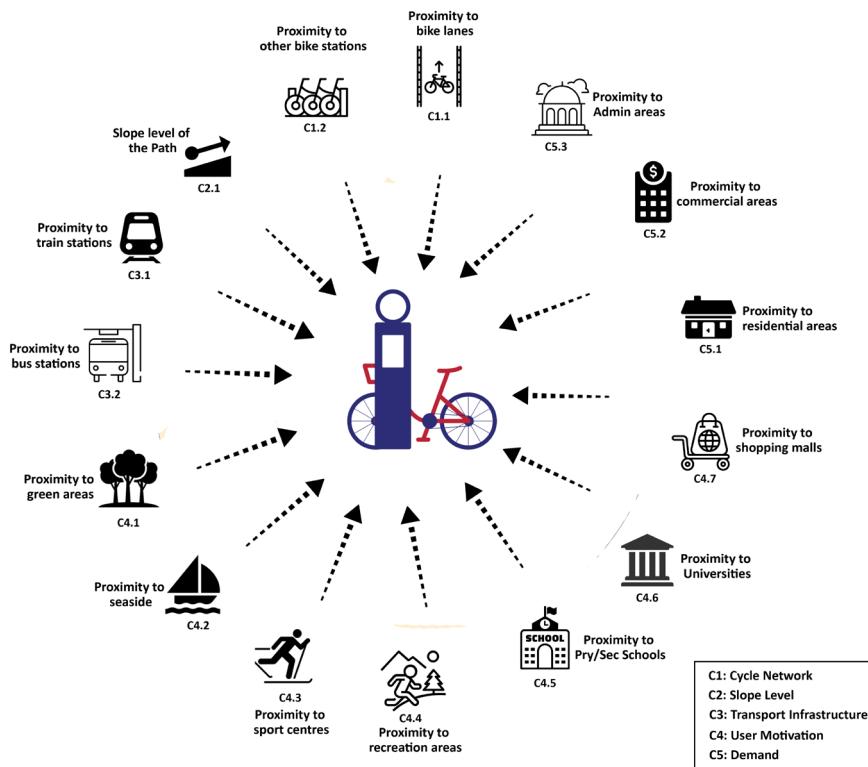 Proximity to
bike lanes
C1.1
Proximity to
other bike stations
C1.2
Slope level of
the Path
C2.1
Proximity to
train stations
C3.1
Proximity to
bus stations
C3.2
Proximity to
green areas
C4.1
Proximity to
seaside
C4.2
C4.3
Proximity to
sport centres
C4.4
Proximity to
recreation areas
SCHOOL
C4.5
Proximity to
Pry/Sec Schools
C4.6
Proximity to
Universities
C4.7
Proximity to
shopping malls
C5.1
Proximity to
residential areas
$
C5.2
Proximity to
commercial areas
C5.3
Proximity to
Admin areas
C1: Cycle Network
C2: Slope Level
C3: Transport Infrastructure
C4: User Motivation
C5: Demand